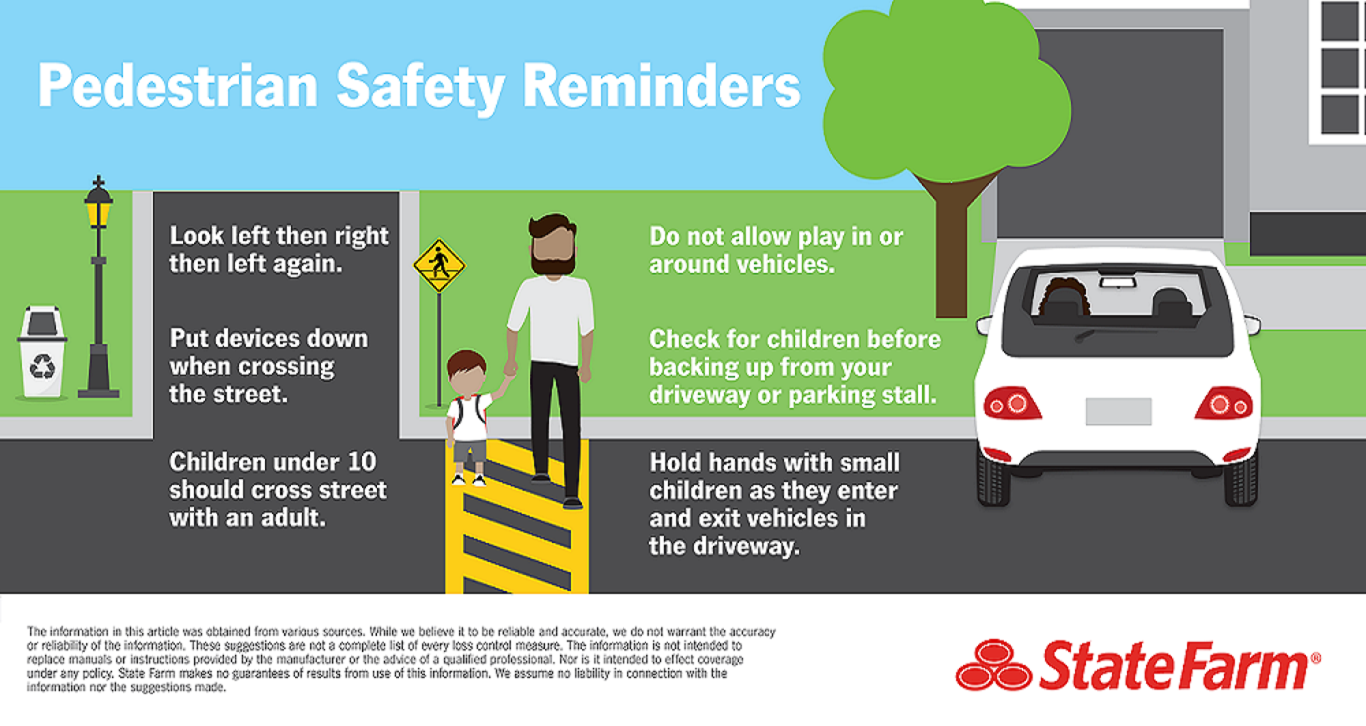 Pedestrian Safety Reminders
Look left then right
then left again.
Put devices down
when crossing
the street.
Children under 10
should cross street
with an adult.
Do not allow play in or
around vehicles.
Check for children before
backing up from your
driveway or parking stall.
Hold hands with small
children as they enter
and exit vehicles in
the driveway.
The information in this article was obtained from various sources. While we believe it to be reliable and accurate, we do not warrant the accuracy
or reliability of the information. These suggestions are not a complete list of every loss control measure. The information is not intended to
replace manuals or instructions provided by the manufacturer or the advice of a qualified professional. Nor is it intended to effect coverage
under any policy. State Farm makes no guarantees of results from use of this information. We assume no liability in connection with the
information nor the suggestions made.
State Farm®